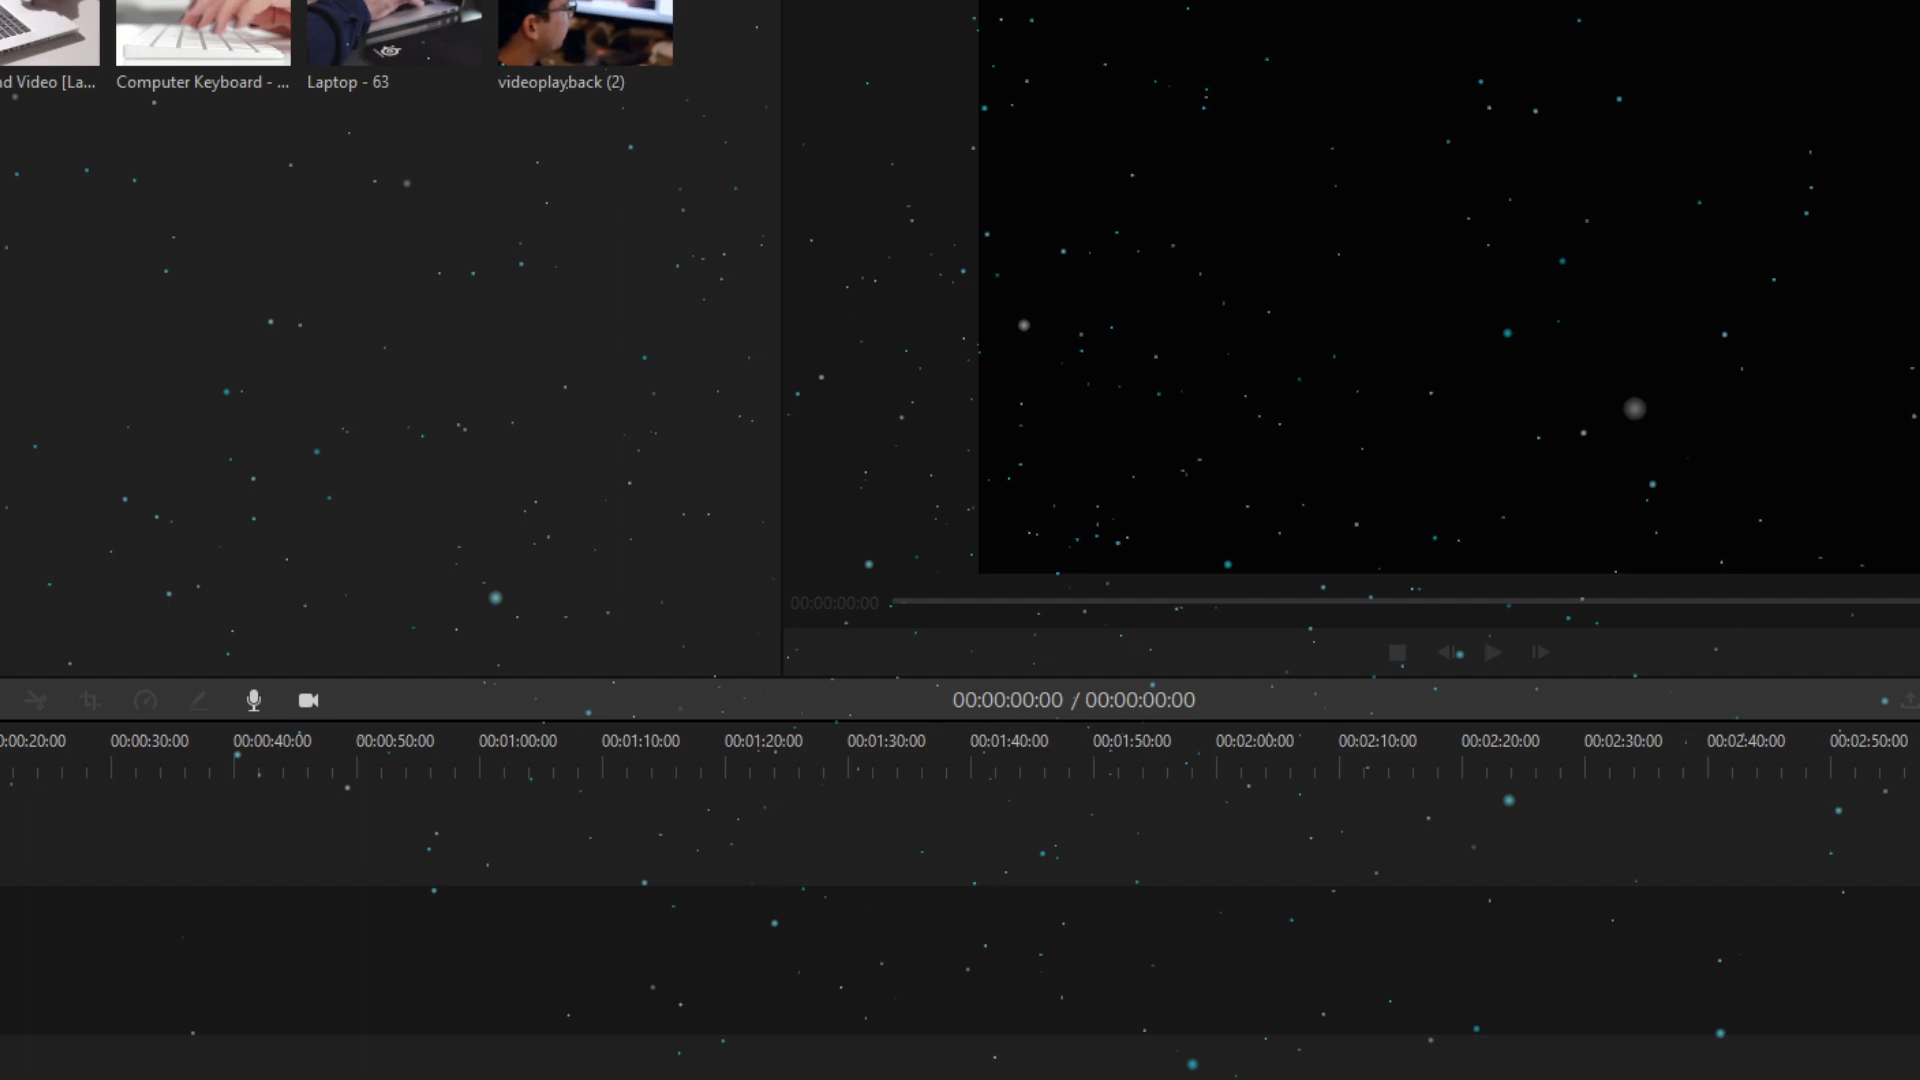 ad Video [La...
Computer Keyboard - ...
Laptop - 63
videoplayback (2)
00:00:00:00
00:00:00:00 / 00:00:00:00
0:00:20:00 00:00:30:00 00:00:40:00 00:00:50:00 00:01:00:00 00:01:10:00 00:01:20:00 00:01:30:00 00:01:40:00 00:01:50:00 00:02:00:00 00:02:10:00 00:02:20:00 00:02:30:00 00:02:40:00 00:02:50:00